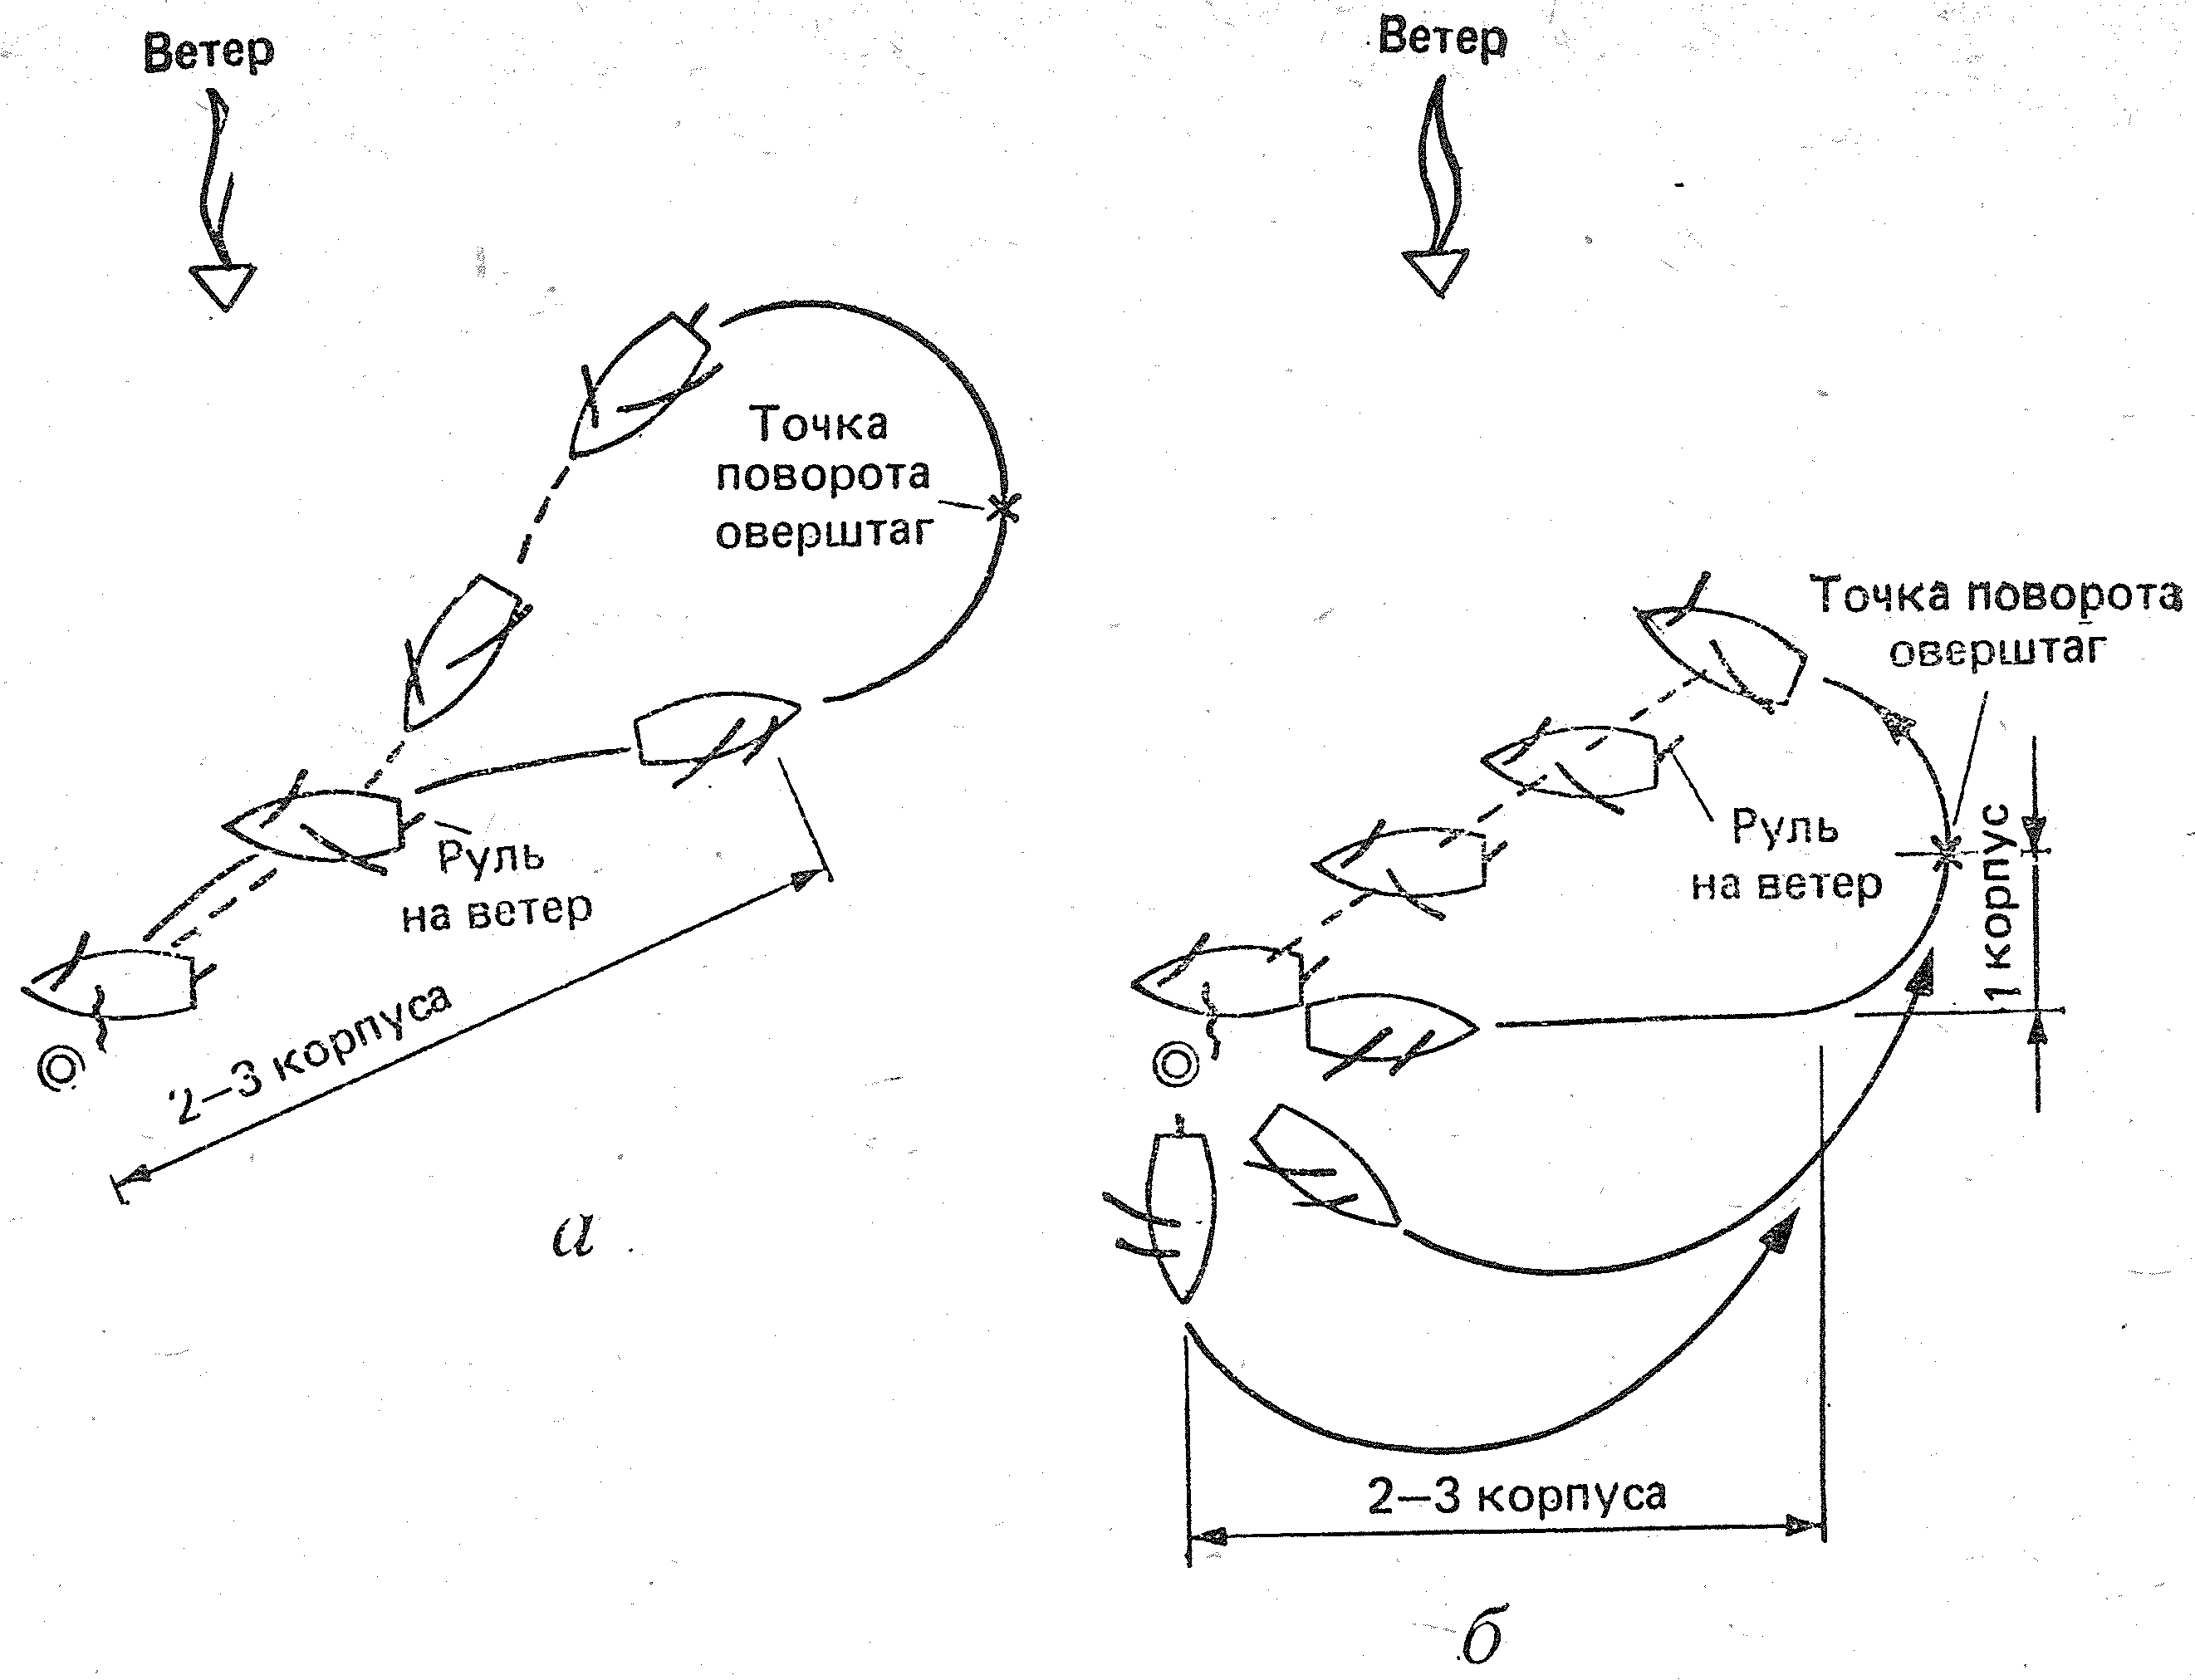 Ветер
Точка
поворота
оверштаг
Руль
на ветер
2–3 корпуса
а
Ветер
Точка поворота
оверштаг
Руль
на ветер
1 корпус
2–3 корпуса
б